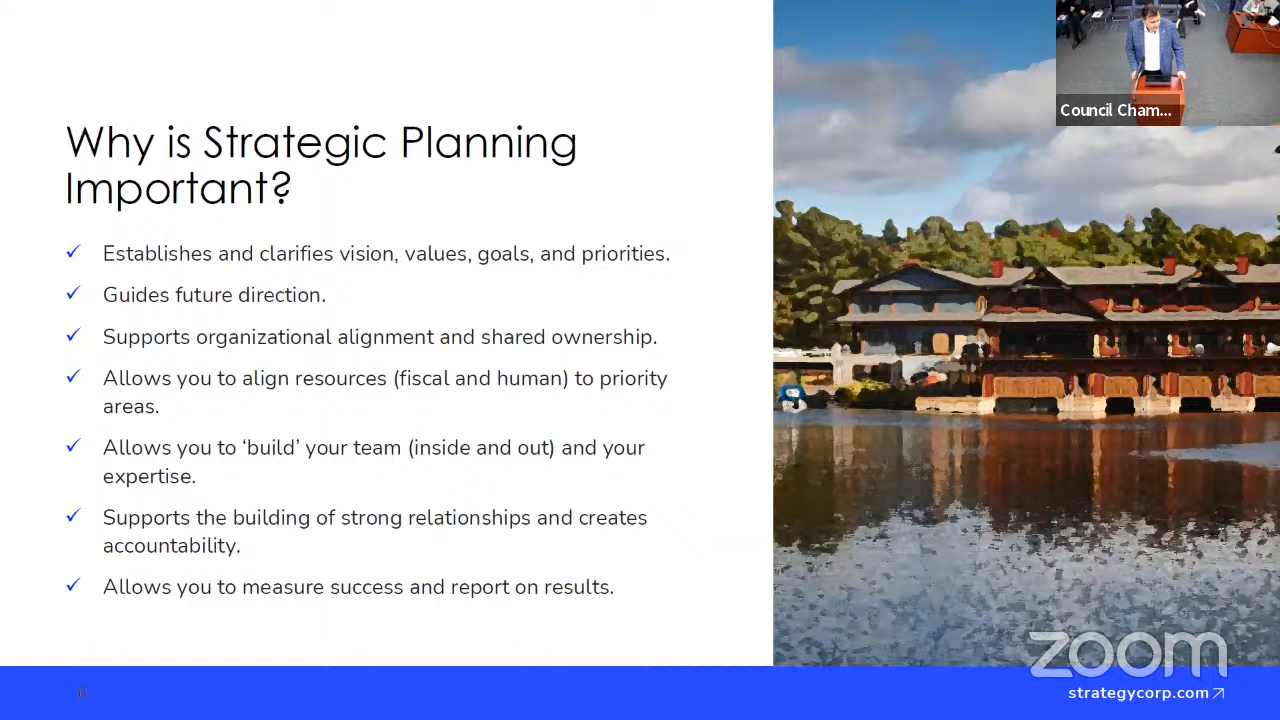 Council Cham...
Why is Strategic Planning
Important?
✓ Establishes and clarifies vision, values, goals, and priorities.
✓ Guides future direction.
✓ Supports organizational alignment and shared ownership.
✓ Allows you to align resources (fiscal and human) to priority
areas.
✓ Allows you to ‘build’ your team (inside and out) and your
expertise.
✓ Supports the building of strong relationships and creates
accountability.
✓ Allows you to measure success and report on results.
zoom
6
strategycorp.com